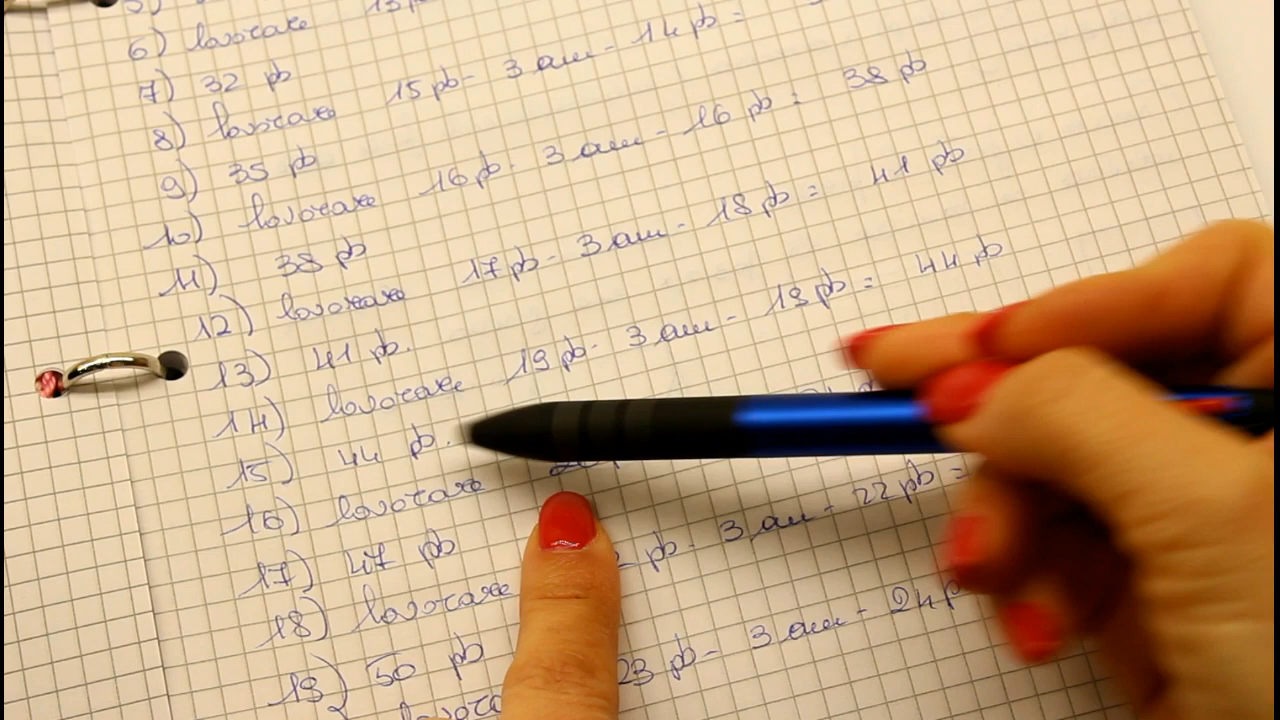 6) lavorare
7) 32 pb
8) lavorare 15 pb - 3 aum - 14 pb =
9) 35 pb
10) lavorare 16 pb - 3 aum - 16 pb = 38 pb
11) 38 pb
12) lavorare 17 pb - 3 aum - 18 pb = 41 pb
13) 41 pb.
14) lavorare 19 pb - 3 aum - 19 pb = 44 pb
15) 44 pb.
16) lavorare
17) 47 pb
18) lavorare pb - 3 aum - 22 pb =
19) 50 pb
23 pb - 3 aum - 24 p